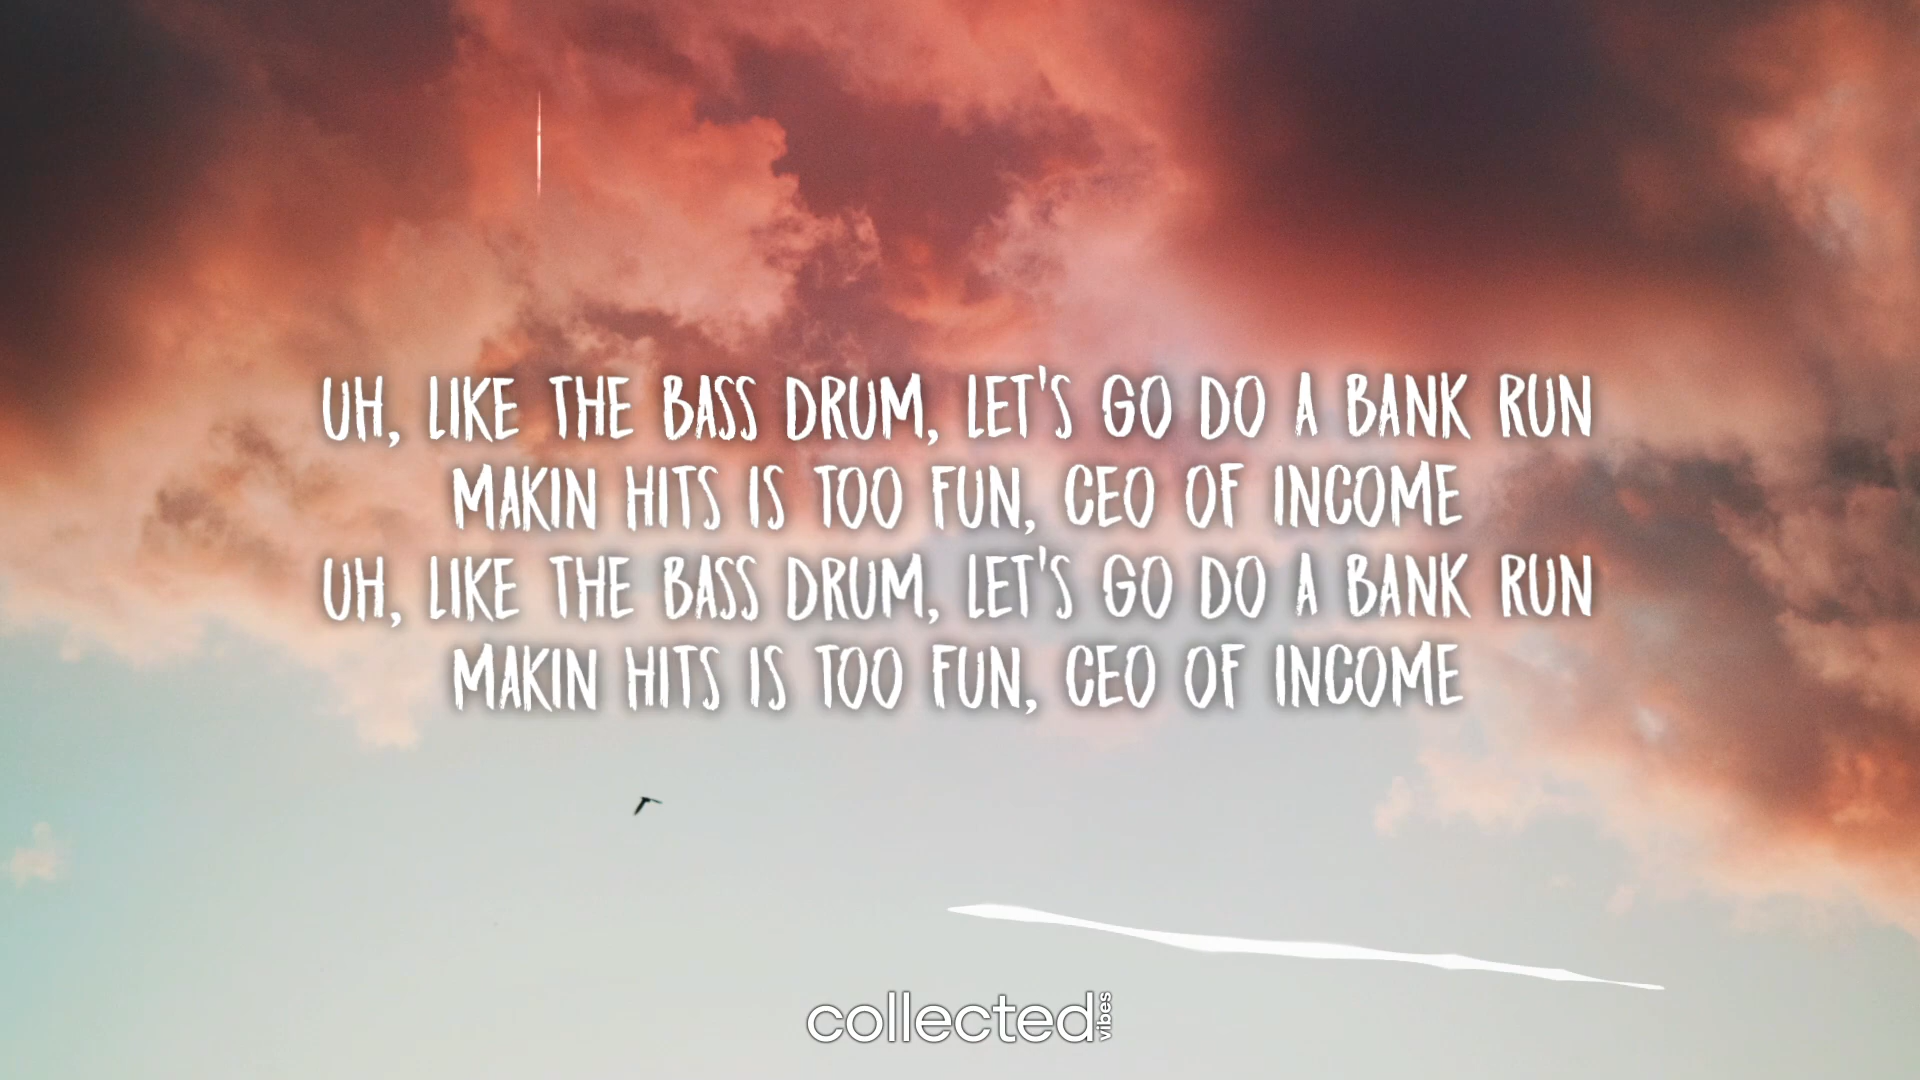 UH, LIKE THE BASS DRUM, LET'S GO DO A BANK RUN
MAKIN HITS IS TOO FUN, CEO OF INCOME
UH, LIKE THE BASS DRUM, LET'S GO DO A BANK RUN
MAKIN HITS IS TOO FUN, CEO OF INCOME
collected vibes